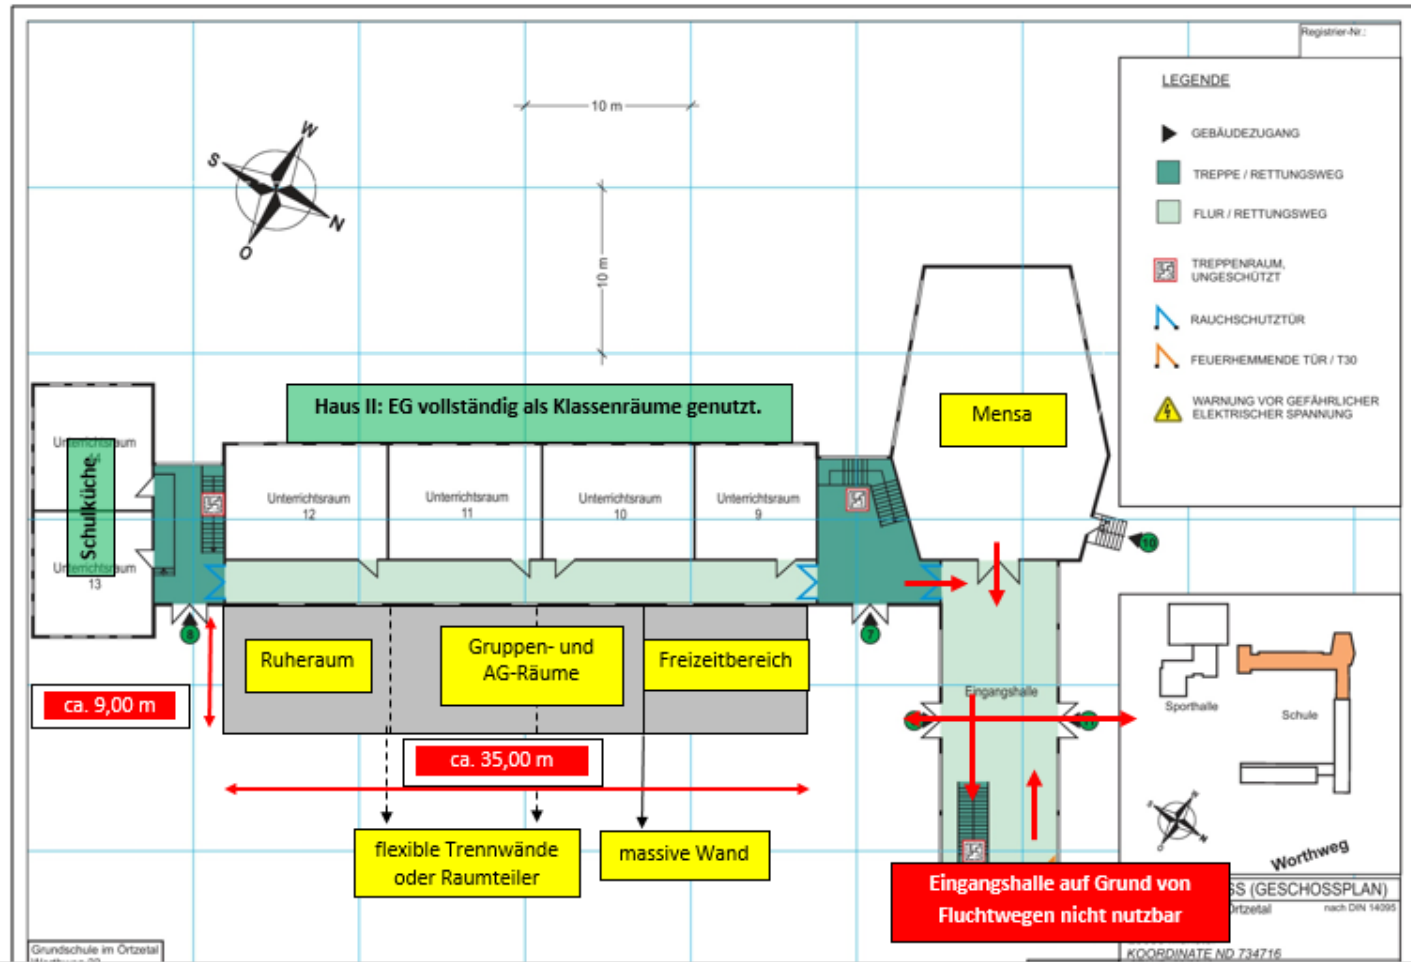 Registrier-Nr.:
LEGENDE
GEBÄUDEZUGANG
TREPPE / RETTUNGSWEG
FLUR / RETTUNGSWEG
TREPPENRAUM,
UNGESCHÜTZT
RAUCHSCHUTZTÜR
FEUERHEMMENDE TÜR / T30
WARNUNG VOR GEFÄHRLICHER
ELEKTRISCHER SPANNUNG
10 m
10 m
W
S
N
O
Haus II: EG vollständig als Klassenräume genutzt.
Mensa
Schulküche
Unterrichtsraum
13
Unterrichtsraum
12
Unterrichtsraum
11
Unterrichtsraum
10
Unterrichtsraum
9
10
8
7
Ruheraum
Gruppen- und
AG-Räume
Freizeitbereich
Eingangshalle
ca. 9,00 m
ca. 35,00 m
flexible Trennwände
oder Raumteiler
massive Wand
Eingangshalle auf Grund von
Fluchtwegen nicht nutzbar
Sporthalle
Schule
Worthweg
(GESCHOSSPLAN)
nach DIN 14095
KOORDINATE ND 734716
Grundschule im Örtzetal